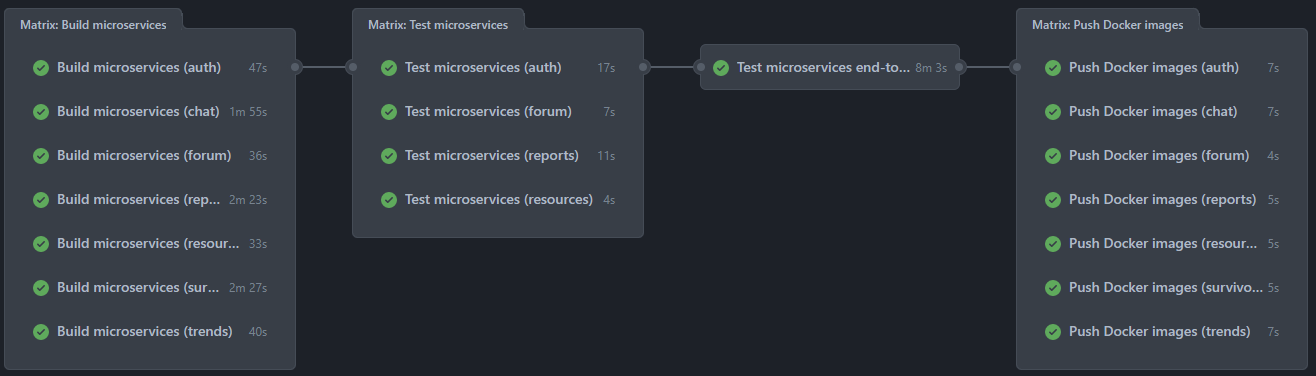 Matrix: Build microservices
Build microservices (auth) 47s
Build microservices (chat) 1m 55s
Build microservices (forum) 36s
Build microservices (rep... 2m 23s
Build microservices (resour... 33s
Build microservices (sur... 2m 27s
Build microservices (trends) 40s
Matrix: Test microservices
Test microservices (auth) 17s
Test microservices (forum) 7s
Test microservices (reports) 11s
Test microservices (resources) 4s
Test microservices end-to... 8m 3s
Matrix: Push Docker images
Push Docker images (auth) 7s
Push Docker images (chat) 7s
Push Docker images (forum) 4s
Push Docker images (reports) 5s
Push Docker images (resour... 5s
Push Docker images (survivo... 5s
Push Docker images (trends) 7s